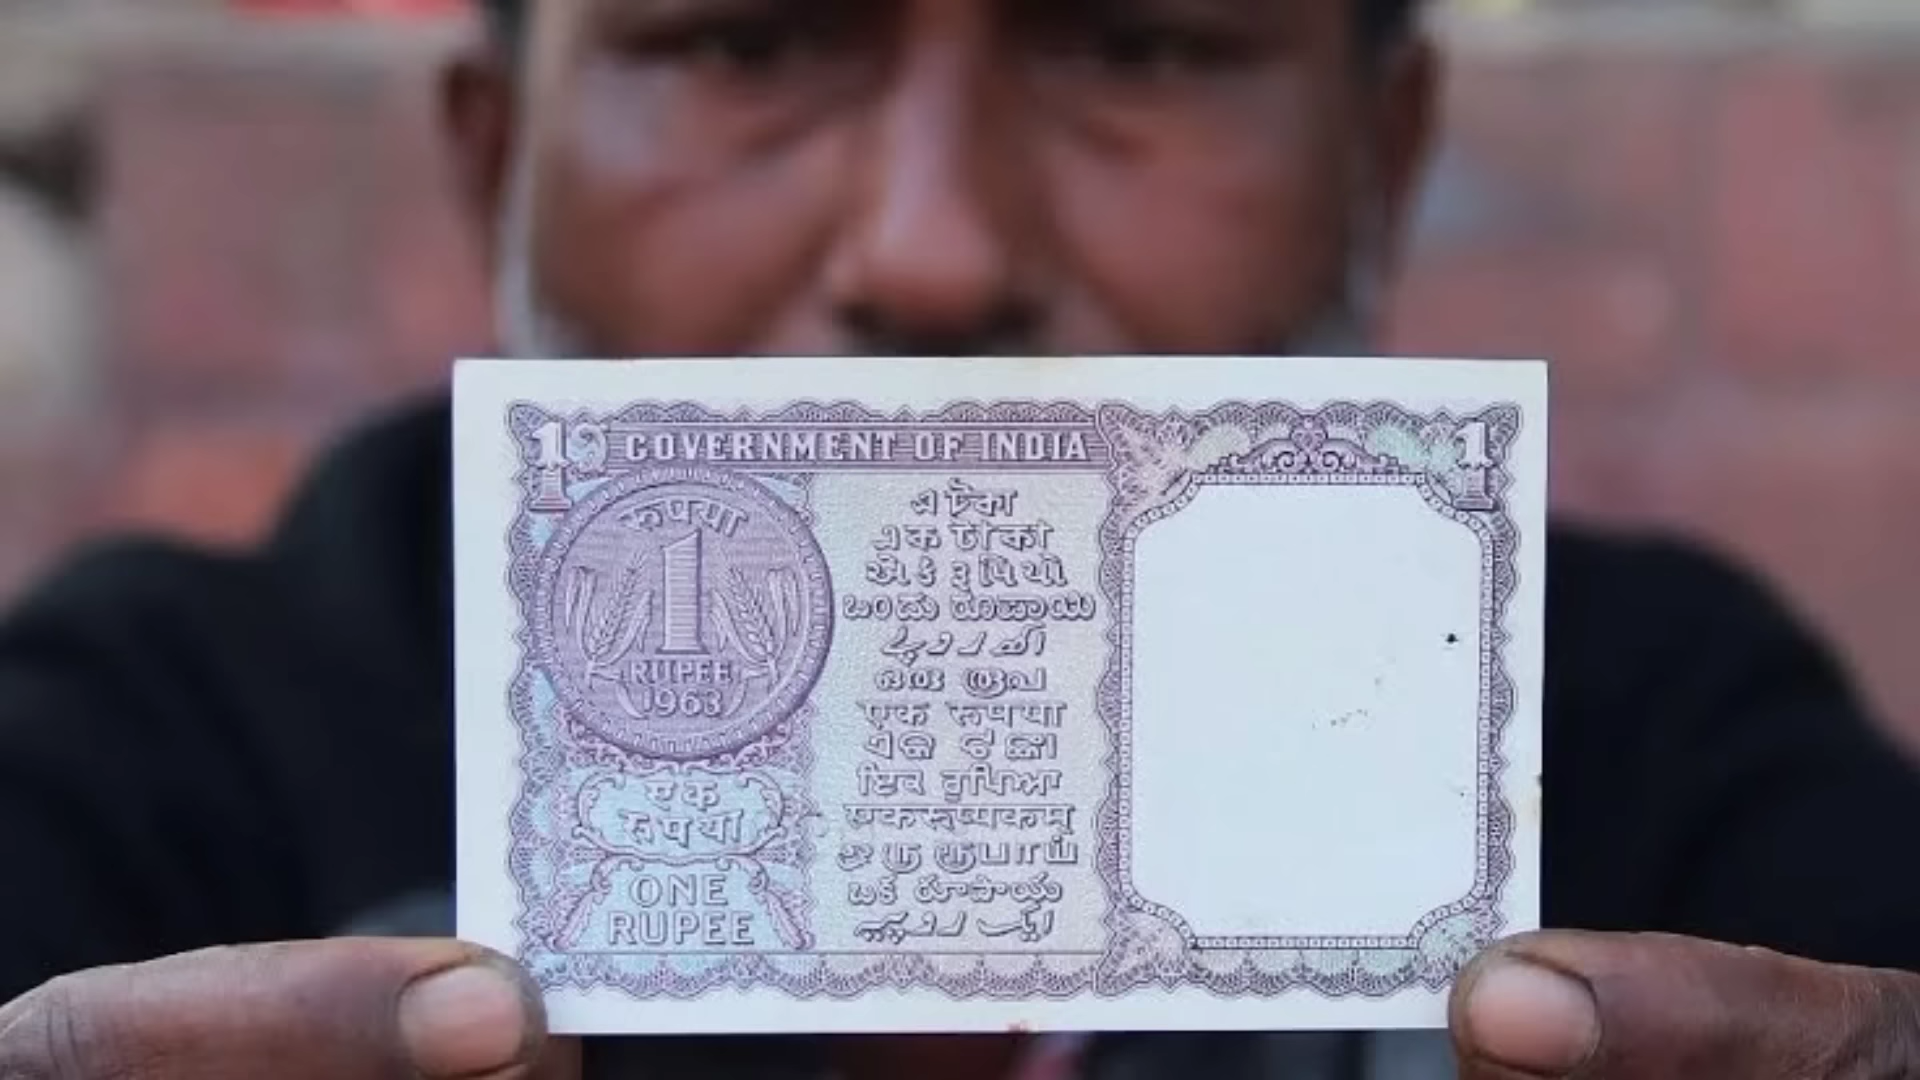 1 १ GOVERNMENT OF INDIA 1
रुपया
1
RUPEE
1963
एक
रुपया
ONE
RUPEE
এ টকা
এক টাকা
એક રૂપિયો
ಒಂದು ರೂಪಾಯಿ
ഒരു രൂപ
एक रुपया
ଏକ ଟଙ୍କା
ਇਕ ਰੁਪਿਆ
एकरूप्यकम्
ஒரு ரூபாய்
ఒక రూపాయి
ایک روپیہ